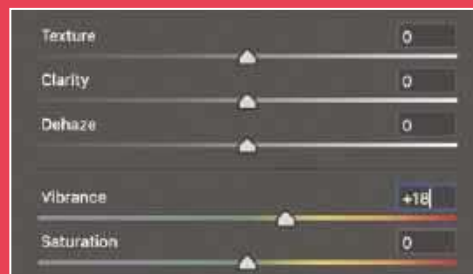 Texture 0
Clarity 0
Dehaze 0
Vibrance +18
Saturation 0